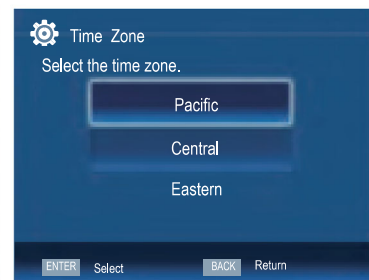 Time Zone
Select the time zone.
Pacific
Central
Eastern
ENTER Select BACK Return